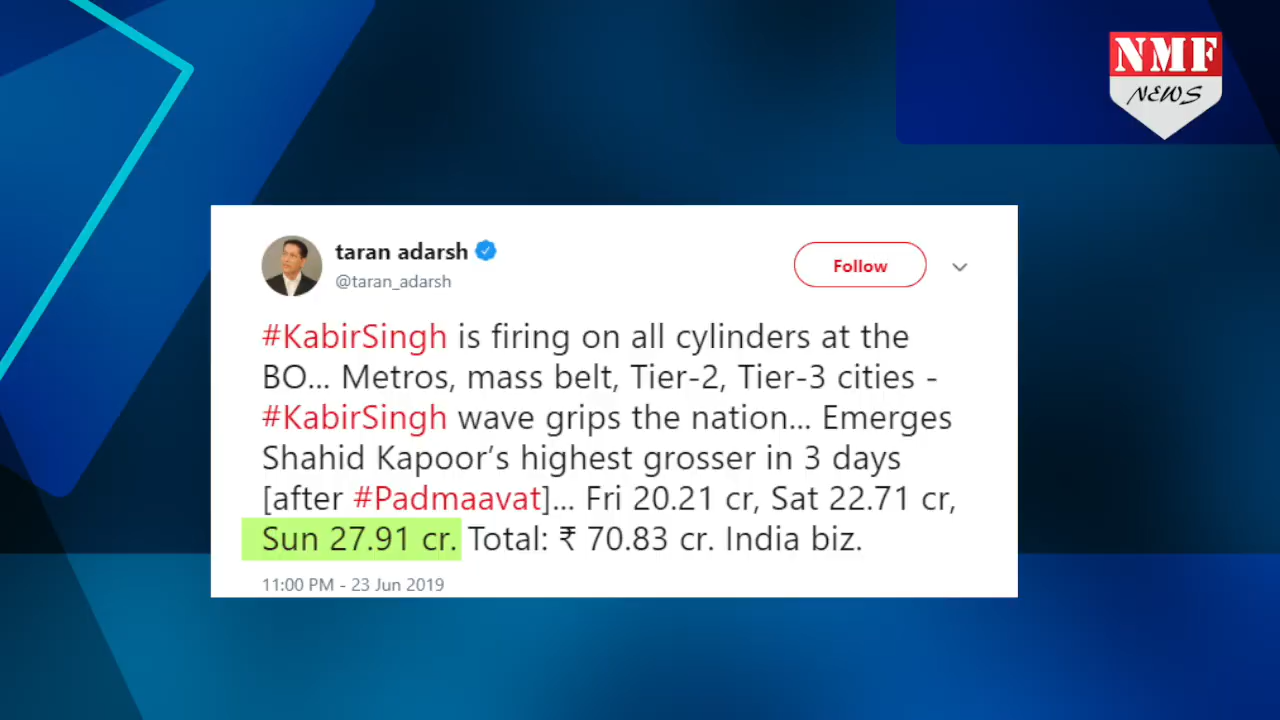 NMF
NEWS
taran adarsh
@taran_adarsh
Follow
#KabirSingh is firing on all cylinders at the
BO... Metros, mass belt, Tier-2, Tier-3 cities -
#KabirSingh wave grips the nation... Emerges
Shahid Kapoor's highest grosser in 3 days
[after #Padmaavat]... Fri 20.21 cr, Sat 22.71 cr,
Sun 27.91 cr. Total: ₹ 70.83 cr. India biz.
11:00 PM - 23 Jun 2019